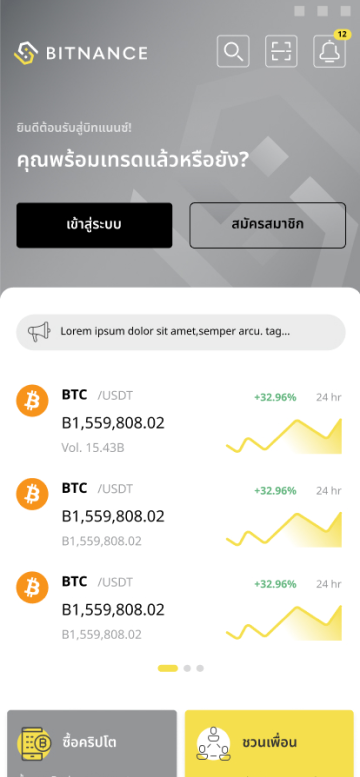 12
BITNANCE
ยินดีต้อนรับสู่บิทแนนซ์!
คุณพร้อมเทรดแล้วหรือยัง?
เข้าสู่ระบบ
สมัครสมาชิก
Lorem ipsum dolor sit amet,semper arcu. tag...
BTC /USDT +32.96% 24 hr
B1,559,808.02
Vol. 15.43B
BTC /USDT +32.96% 24 hr
B1,559,808.02
B1,559,808.02
BTC /USDT +32.96% 24 hr
B1,559,808.02
B1,559,808.02
ซื้อคริปโต
ชวนเพื่อน